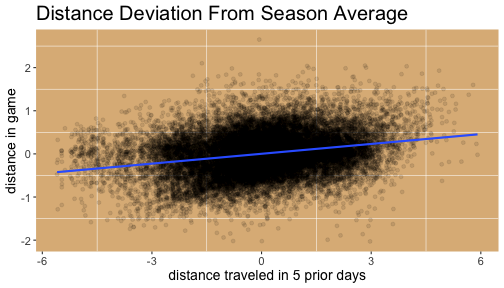 Distance Deviation From Season Average
distance in game
2
1
0
-1
-2
-6 -3 0 3 6
distance traveled in 5 prior days